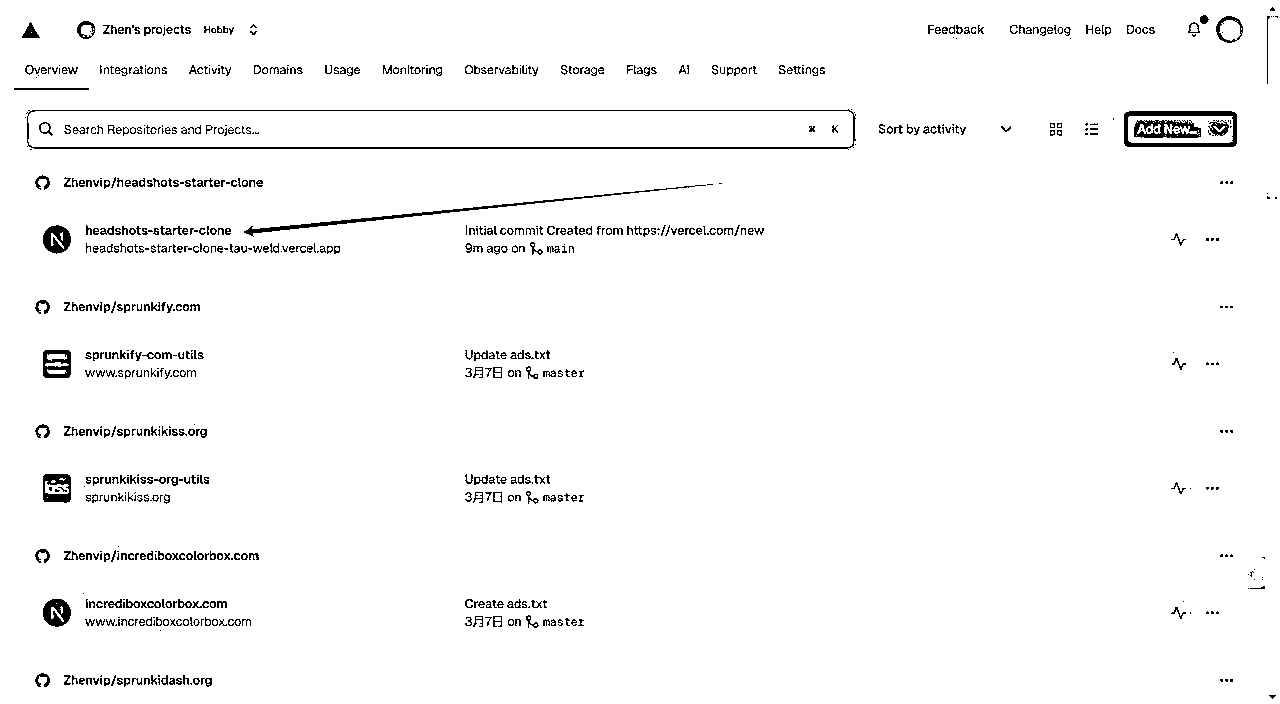 Zhen's projects Hobby
Feedback Changelog Help Docs
Overview Integrations Activity Domains Usage Monitoring Observability Storage Flags AI Support Settings
Search Repositories and Projects... ⌘ K Sort by activity Add New...
Zhenvip/headshots-starter-clone
headshots-starter-clone Initial commit Created from https://vercel.com/new
headshots-starter-clone-tau-weld.vercel.app 9m ago on main
Zhenvip/sprunkify.com
sprunkify-com-utils Update ads.txt
www.sprunkify.com 3月7日 on master
Zhenvip/sprunkikiss.org
sprunkikiss-org-utils Update ads.txt
sprunkikiss.org 3月7日 on master
Zhenvip/incrediboxcolorbox.com
incrediboxcolorbox.com Create ads.txt
www.incrediboxcolorbox.com 3月7日 on master
Zhenvip/sprunkidash.org